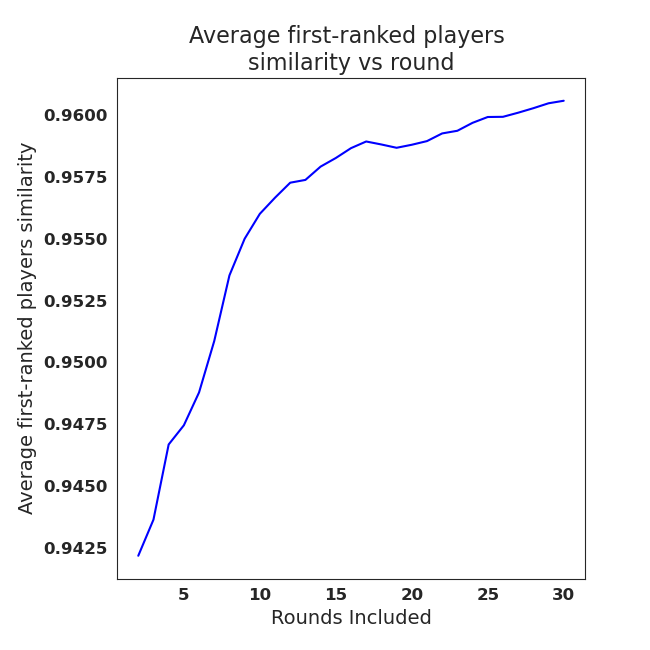 Average first-ranked players
similarity vs round
Average first-ranked players similarity
0.9600
0.9575
0.9550
0.9525
0.9500
0.9475
0.9450
0.9425
5 10 15 20 25 30
Rounds Included